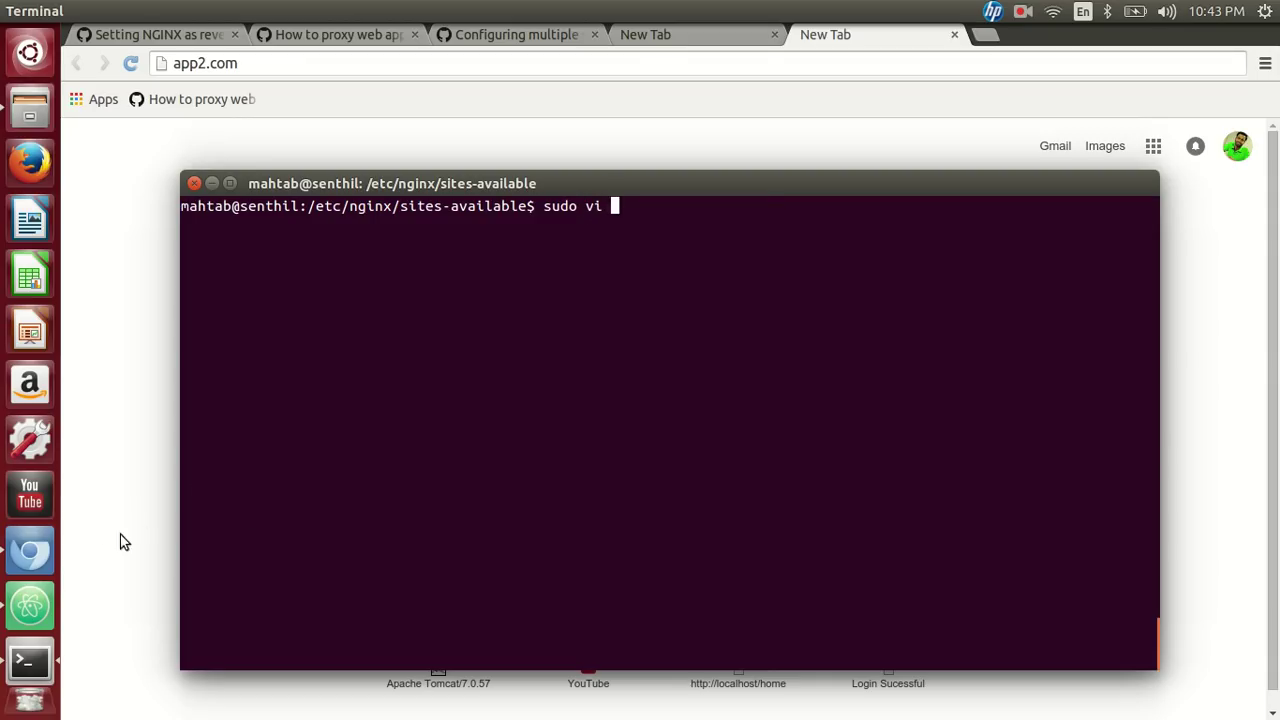 Terminal
hp
En
10:43 PM
Setting NGINX as reve
How to proxy web app
Configuring multiple
New Tab
New Tab
app2.com
Apps
How to proxy web
Gmail
Images
mahtab@senthil: /etc/nginx/sites-available
mahtab@senthil:/etc/nginx/sites-available$ sudo vi
a
You
Tube
>_
Apache Tomcat/7.0.57
YouTube
http://localhost/home
Login Sucessful